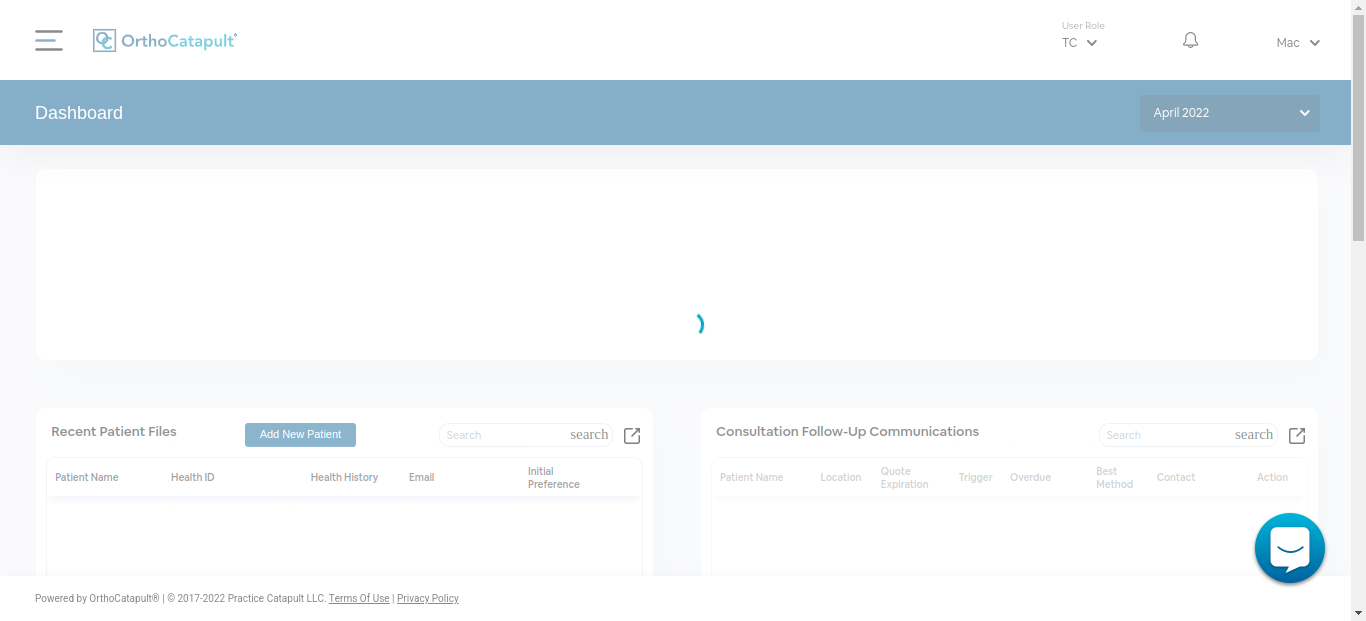 OrthoCatapult®
User Role
TC
Mac
Dashboard
April 2022
Recent Patient Files
Add New Patient
Search
search
Patient Name
Health ID
Health History
Email
Initial
Preference
Consultation Follow-Up Communications
Search
search
Patient Name
Location
Quote
Expiration
Trigger
Overdue
Best
Method
Contact
Action
Powered by OrthoCatapult® | © 2017-2022 Practice Catapult LLC. Terms Of Use | Privacy Policy